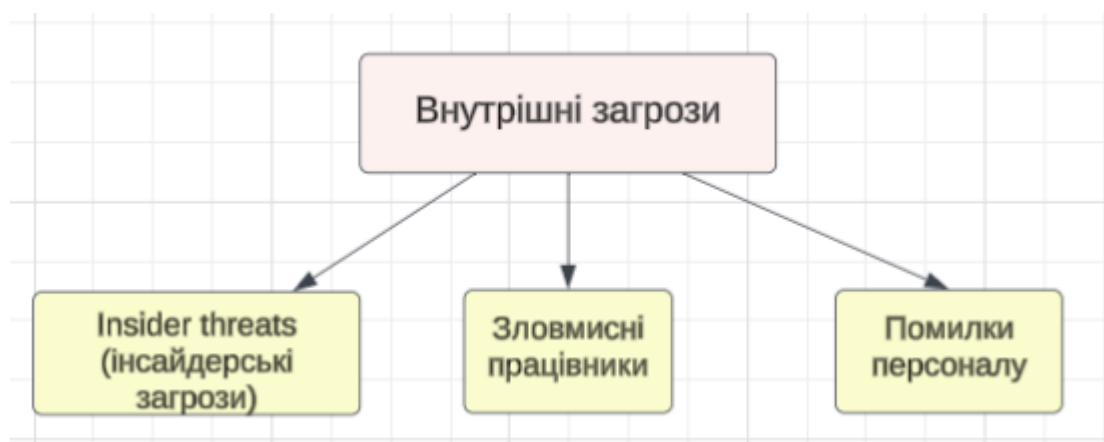 Внутрішні загрози
Insider threats
(інсайдерські
загрози)
Зловмисні
працівники
Помилки
персоналу